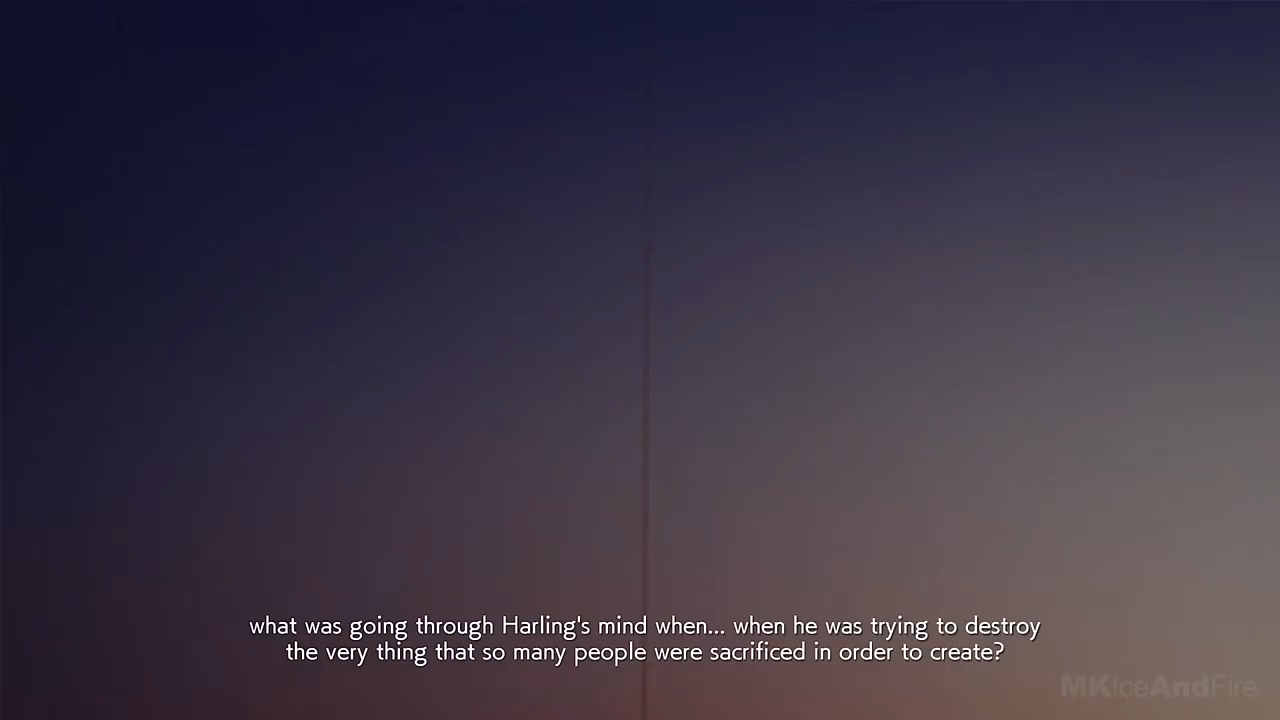 what was going through Harling's mind when... when he was trying to destroy
the very thing that so many people were sacrificed in order to create?
MKIceAndFire